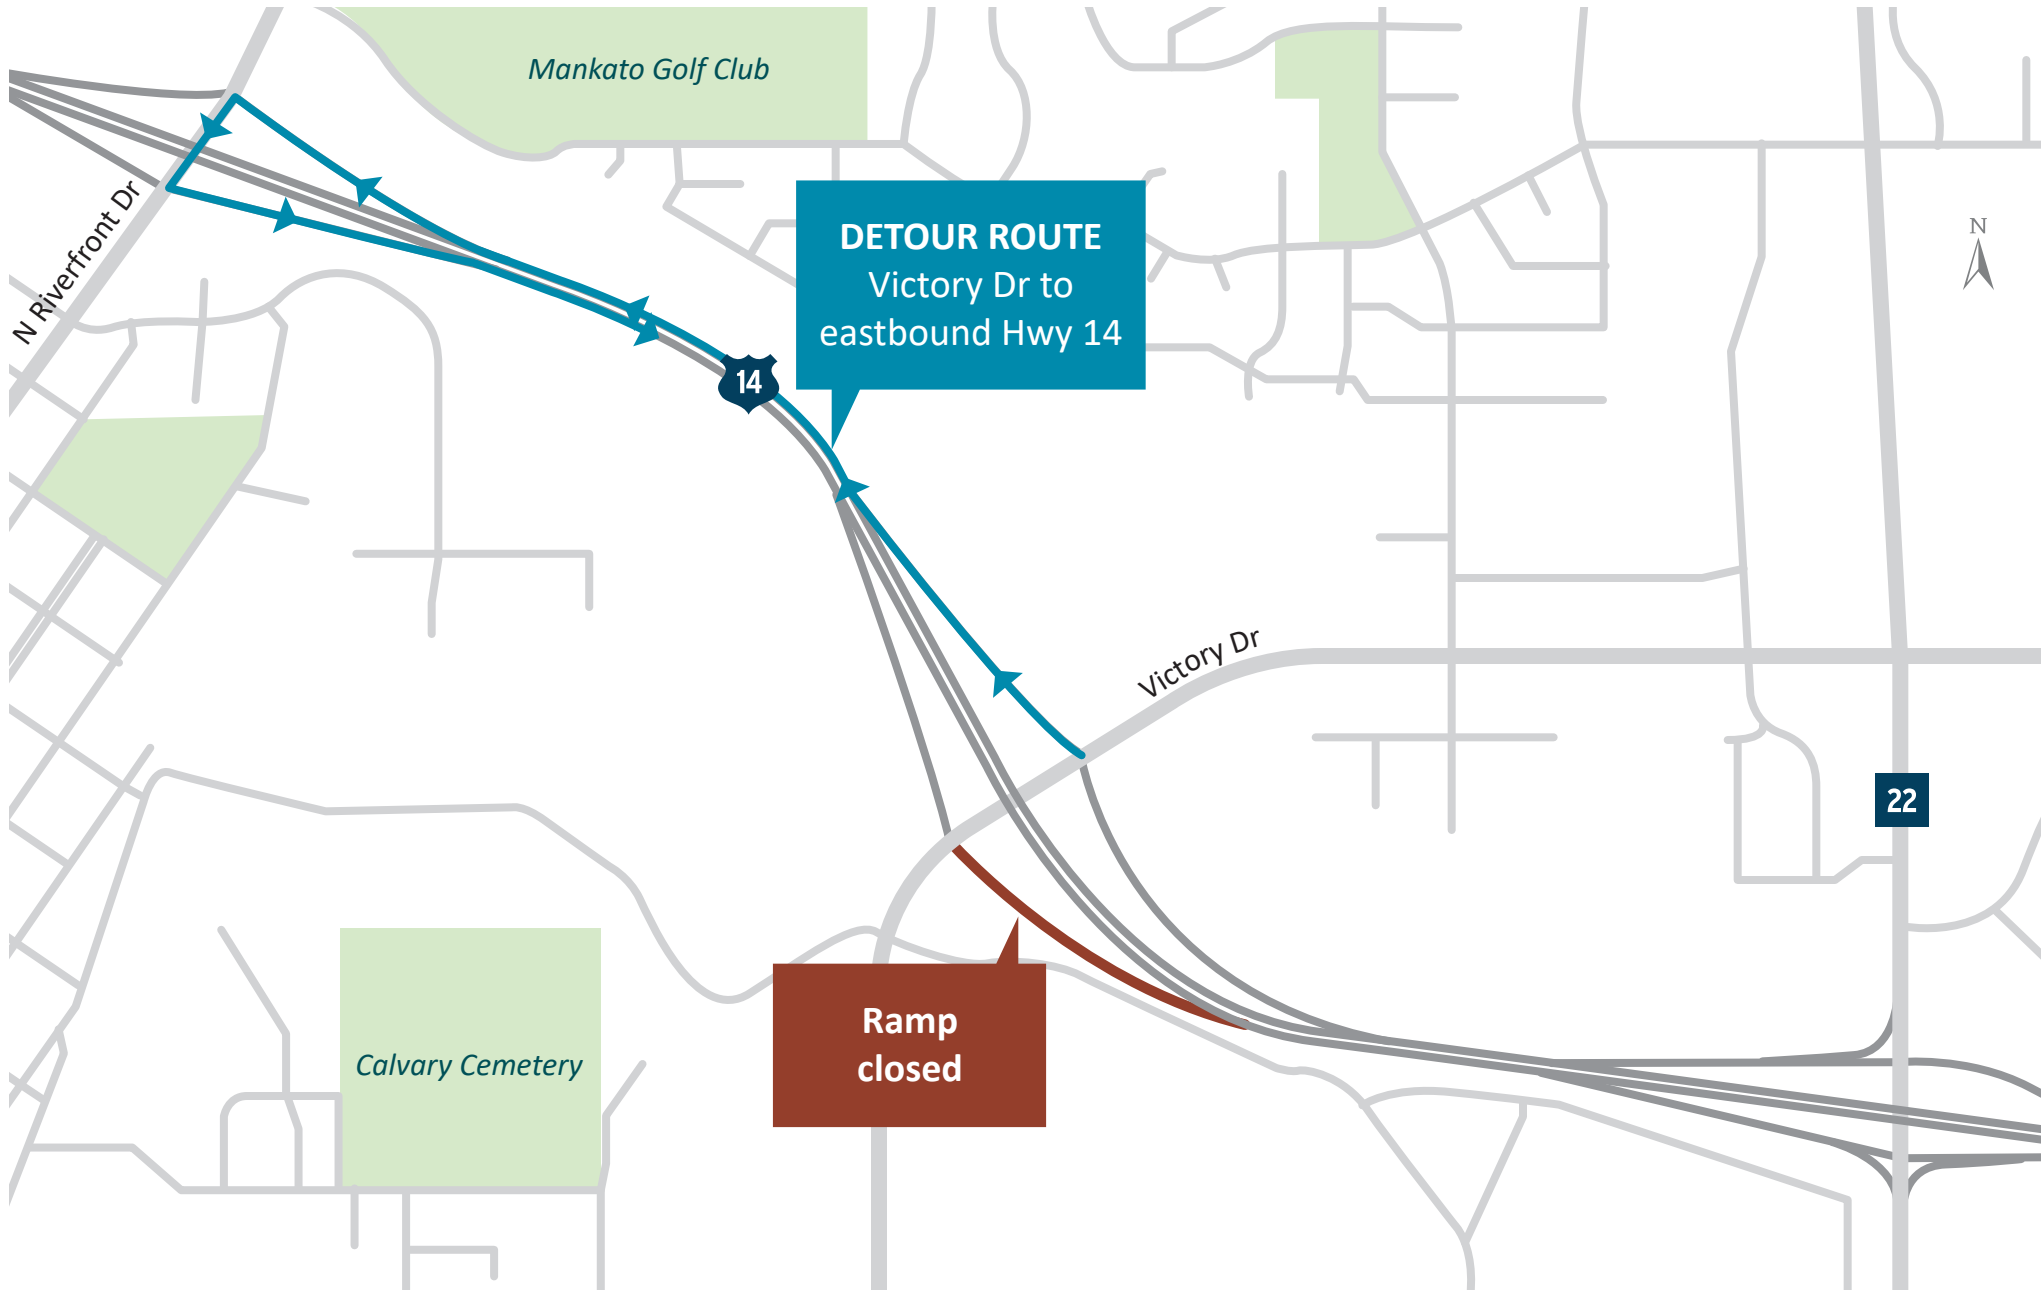 Mankato Golf Club
N Riverfront Dr
DETOUR ROUTE
Victory Dr to
eastbound Hwy 14
N
14
Victory Dr
22
Ramp
closed
Calvary Cemetery